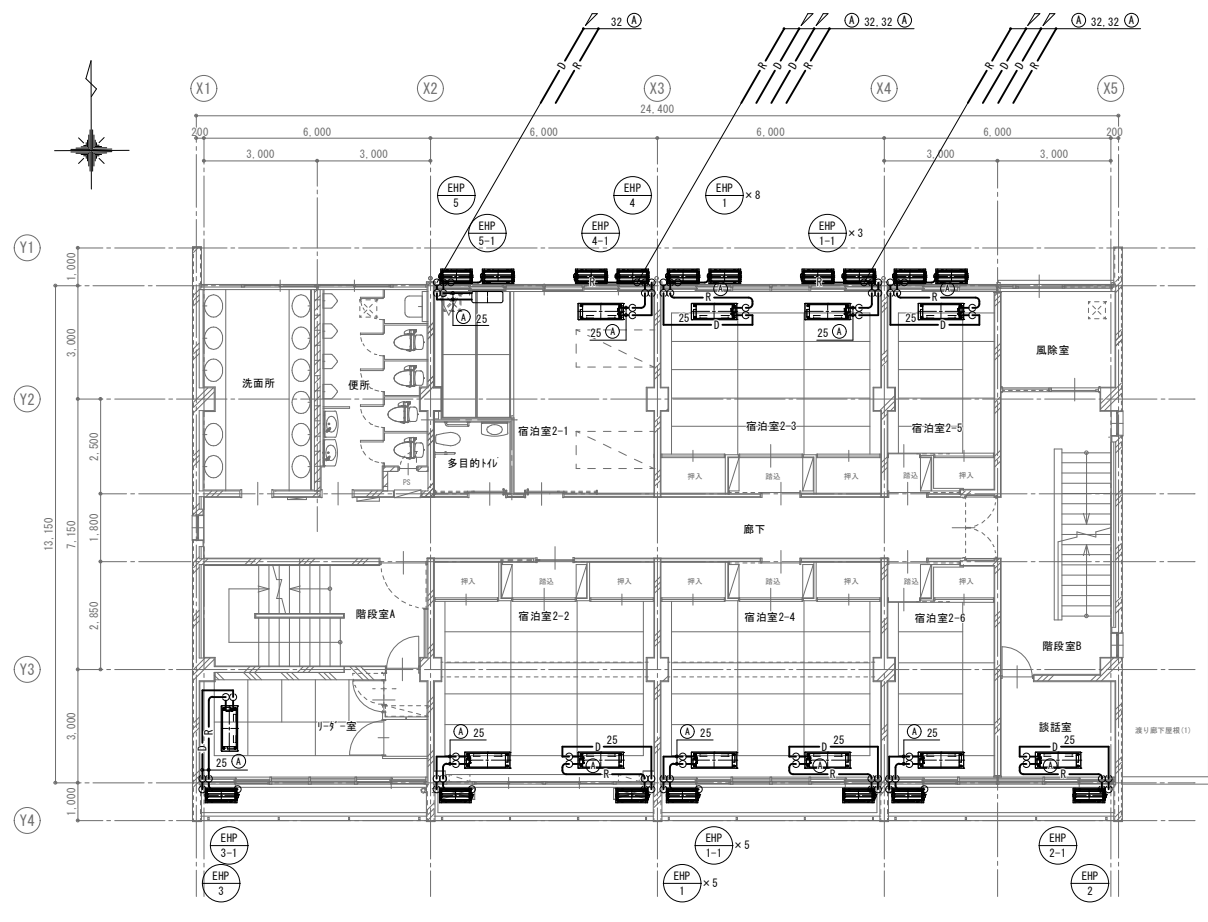 32 Ⓐ
Ⓐ 32,32 Ⓐ
Ⓐ 32,32 Ⓐ
D R
R D D R
R D D R
X1 X2 X3 X4 X5
24,400
200 6,000 6,000 6,000 6,000 200
3,000 3,000 3,000 3,000
EHP 5
EHP 5-1
EHP 4-1
EHP 4
EHP 1 ×8
EHP 1-1 ×3
Y1
1,000
Ⓐ 25
25 Ⓐ
R
25
Ⓐ
D
25 Ⓐ
R
25
Ⓐ
D
3,000
洗面所
便所
風除室
Y2
宿泊室2-1
宿泊室2-3
宿泊室2-5
多目的トイレ
2,500
PS
押入
踏込
押入
踏込
押入
13,150
7,150
1,800
廊下
押入
踏込
押入
押入
踏込
押入
踏込
押入
2,850
階段室A
宿泊室2-2
宿泊室2-4
宿泊室2-6
階段室B
Y3
3,000
リーダー室
談話室
渡り廊下屋根(1)
D
R
25 Ⓐ
Ⓐ 25
D
25
Ⓐ
R
Ⓐ 25
D
25
Ⓐ
R
Ⓐ 25
D
25
Ⓐ
R
1,000
Y4
EHP 3-1
EHP 3
EHP 1-1 ×5
EHP 1 ×5
EHP 2-1
EHP 2